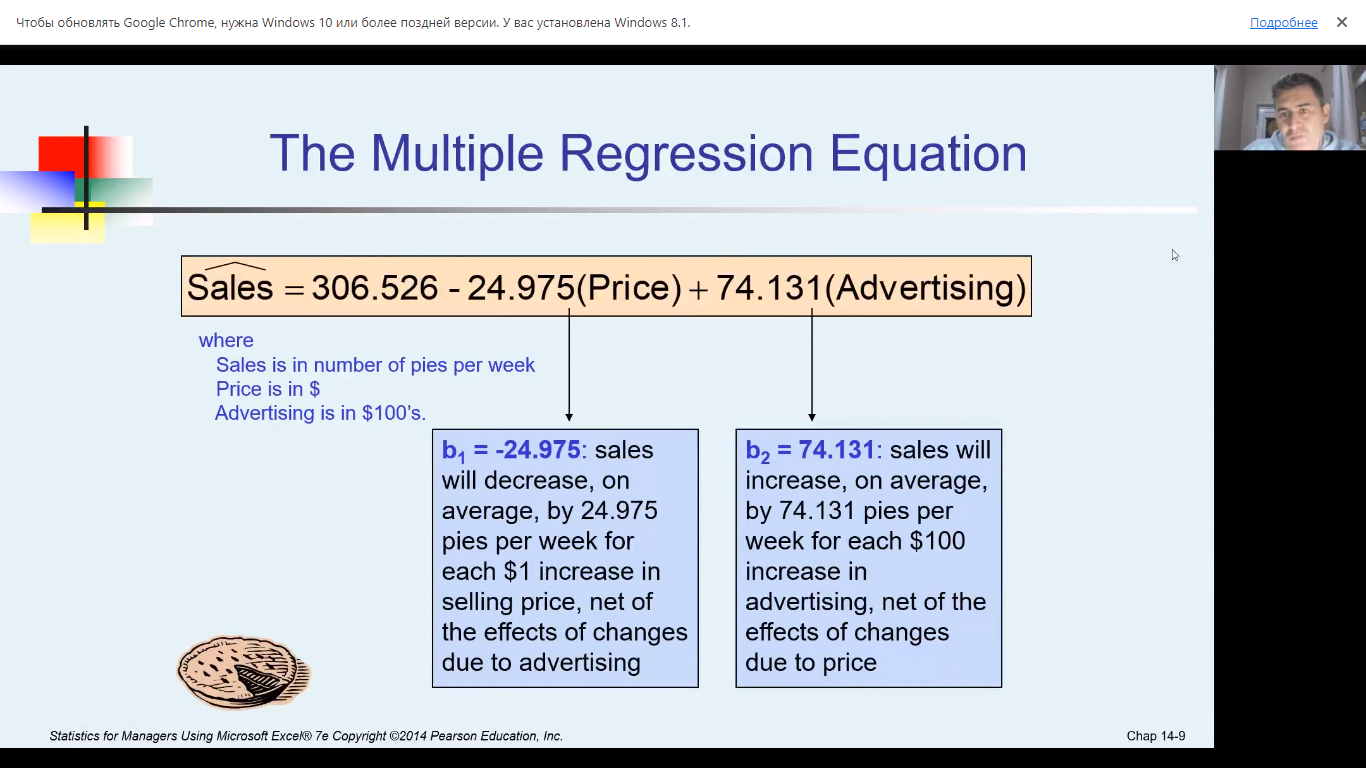 Чтобы обновлять Google Chrome, нужна Windows 10 или более поздней версии. У вас установлена Windows 8.1.
Подробнее
The Multiple Regression Equation
Sales = 306.526 - 24.975(Price) + 74.131(Advertising)
where
Sales is in number of pies per week
Price is in $
Advertising is in $100’s.
b1 = -24.975: sales
will decrease, on
average, by 24.975
pies per week for
each $1 increase in
selling price, net of
the effects of changes
due to advertising
b2 = 74.131: sales will
increase, on average,
by 74.131 pies per
week for each $100
increase in
advertising, net of the
effects of changes
due to price
Statistics for Managers Using Microsoft Excel® 7e Copyright ©2014 Pearson Education, Inc.
Chap 14-9